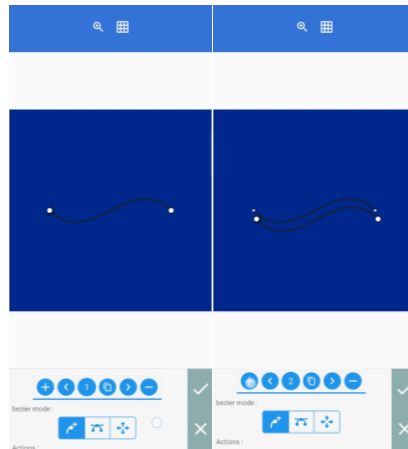 1
bezier mode :
Actions :
2
bezier mode :
Actions :